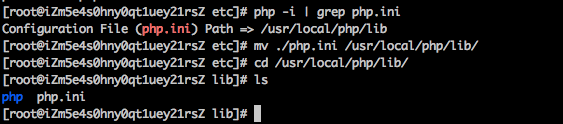 [root@iZm5e4s0hny0qt1uey21rsZ etc]# php -i | grep php.ini
Configuration File (php.ini) Path => /usr/local/php/lib
[root@iZm5e4s0hny0qt1uey21rsZ etc]# mv ./php.ini /usr/local/php/lib/
[root@iZm5e4s0hny0qt1uey21rsZ etc]# cd /usr/local/php/lib/
[root@iZm5e4s0hny0qt1uey21rsZ lib]# ls
php  php.ini
[root@iZm5e4s0hny0qt1uey21rsZ lib]#